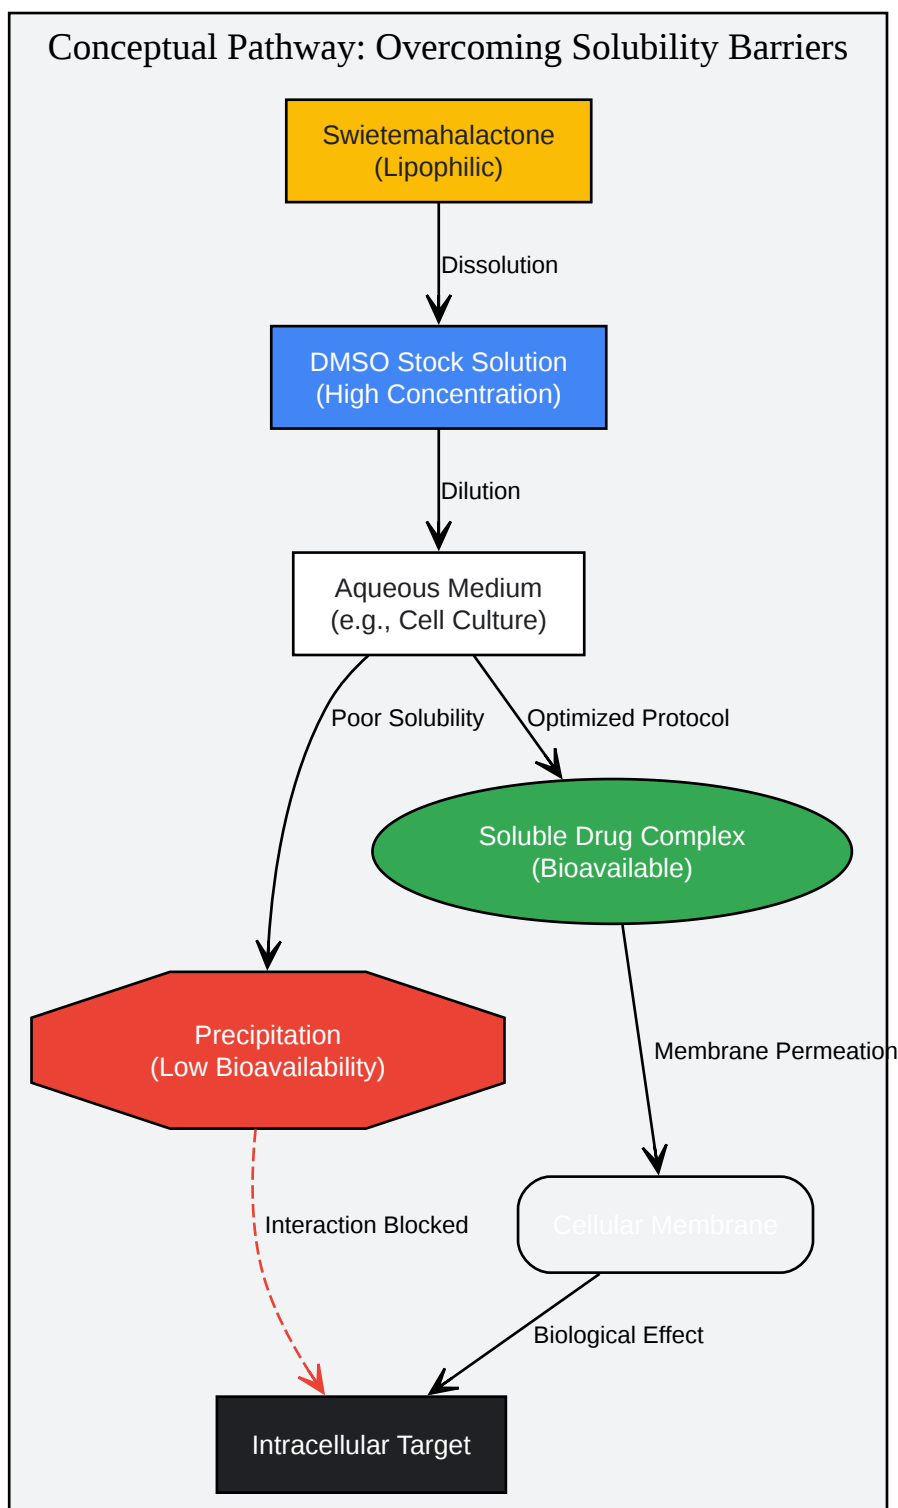 Conceptual Pathway: Overcoming Solubility Barriers
Swietemahalactone
(Lipophilic)
Dissolution
DMSO Stock Solution
(High Concentration)
Dilution
Aqueous Medium
(e.g., Cell Culture)
Poor Solubility
Optimized Protocol
Soluble Drug Complex
(Bioavailable)
Precipitation
(Low Bioavailability)
Membrane Permeation
Interaction Blocked
Cellular Membrane
Biological Effect
Intracellular Target